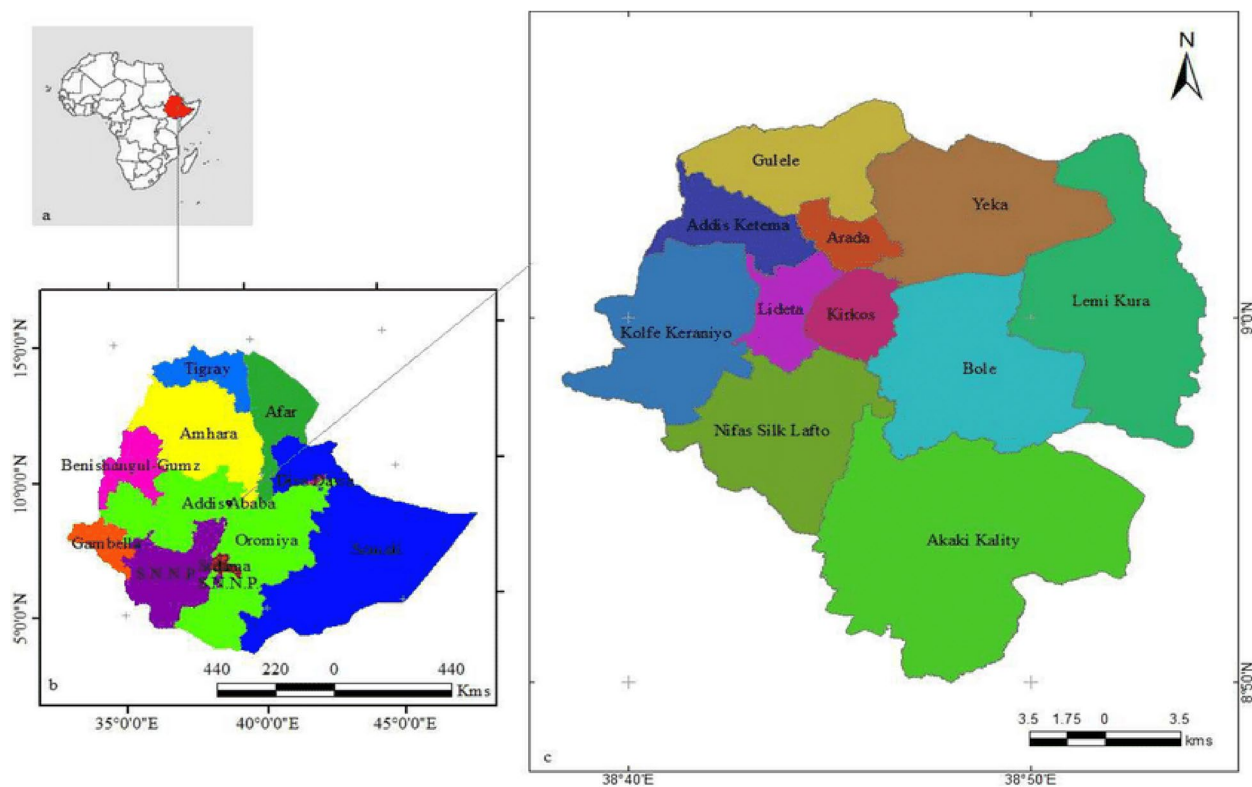 a
15°0'0"N
10°0'0"N
5°0'0"N
Tigray
Afar
Amhara
Benishangul-Gumz
Addis Ababa
Gambella
Oromiya
Somali
S.N.N.P.
S.N.N.P.
440 220 0 440
Kms
b
35°0'0"E 40°0'0"E 45°0'0"E
N
Gulele
Yeka
Addis Ketema
Arada
Lideta
Kirkos
Lemi Kura
Kolfe Keraniyo
Bole
Nifas Silk Lafto
Akaki Kality
9°0'N
8°50'N
3.5 1.75 0 3.5
kms
c
38°40'E 38°50'E